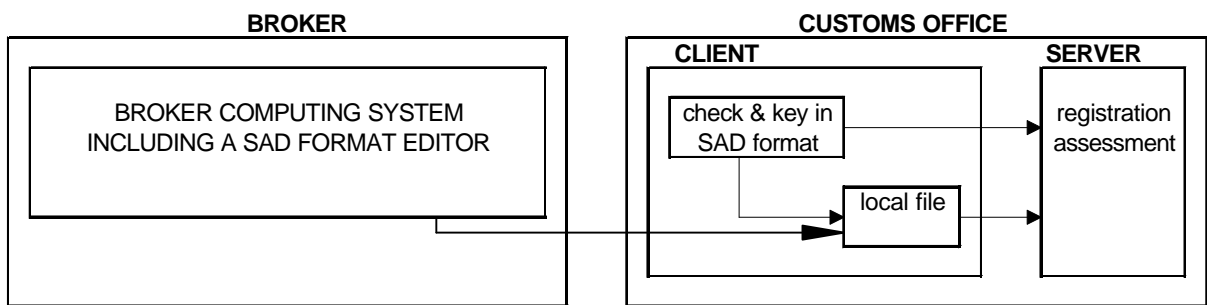 BROKER
CUSTOMS OFFICE
CLIENT
SERVER
BROKER COMPUTING SYSTEM
INCLUDING A SAD FORMAT EDITOR
check & key in
SAD format
registration
assessment
local file